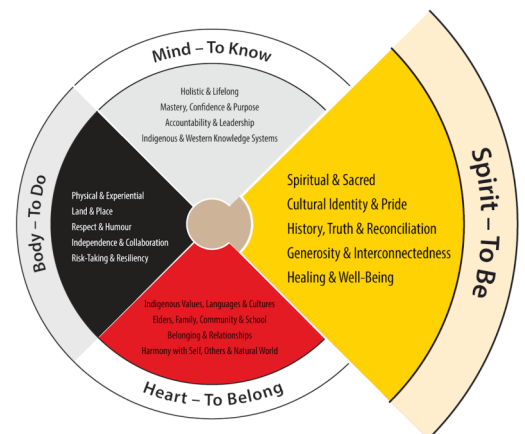 Mind – To Know
Holistic & Lifelong
Mastery, Confidence & Purpose
Accountability & Leadership
Indigenous & Western Knowledge Systems
Spirit – To Be
Spiritual & Sacred
Cultural Identity & Pride
History, Truth & Reconciliation
Generosity & Interconnectedness
Healing & Well-Being
Body – To Do
Physical & Experiential
Land & Place
Respect & Humour
Independence & Collaboration
Risk-Taking & Resiliency
Indigenous Values, Languages & Cultures
Elders, Family, Community & School
Belonging & Relationships
Harmony with Self, Others & Natural World
Heart – To Belong